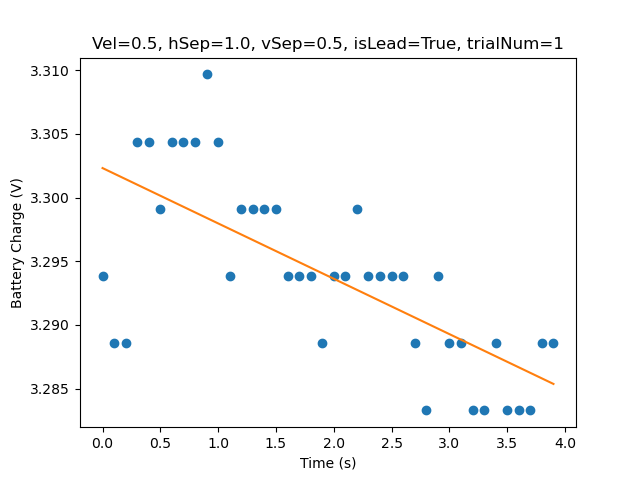 Vel=0.5, hSep=1.0, vSep=0.5, isLead=True, trialNum=1
3.310
3.305
3.300
3.295
3.290
3.285
Battery Charge (V)
0.0 0.5 1.0 1.5 2.0 2.5 3.0 3.5 4.0
Time (s)